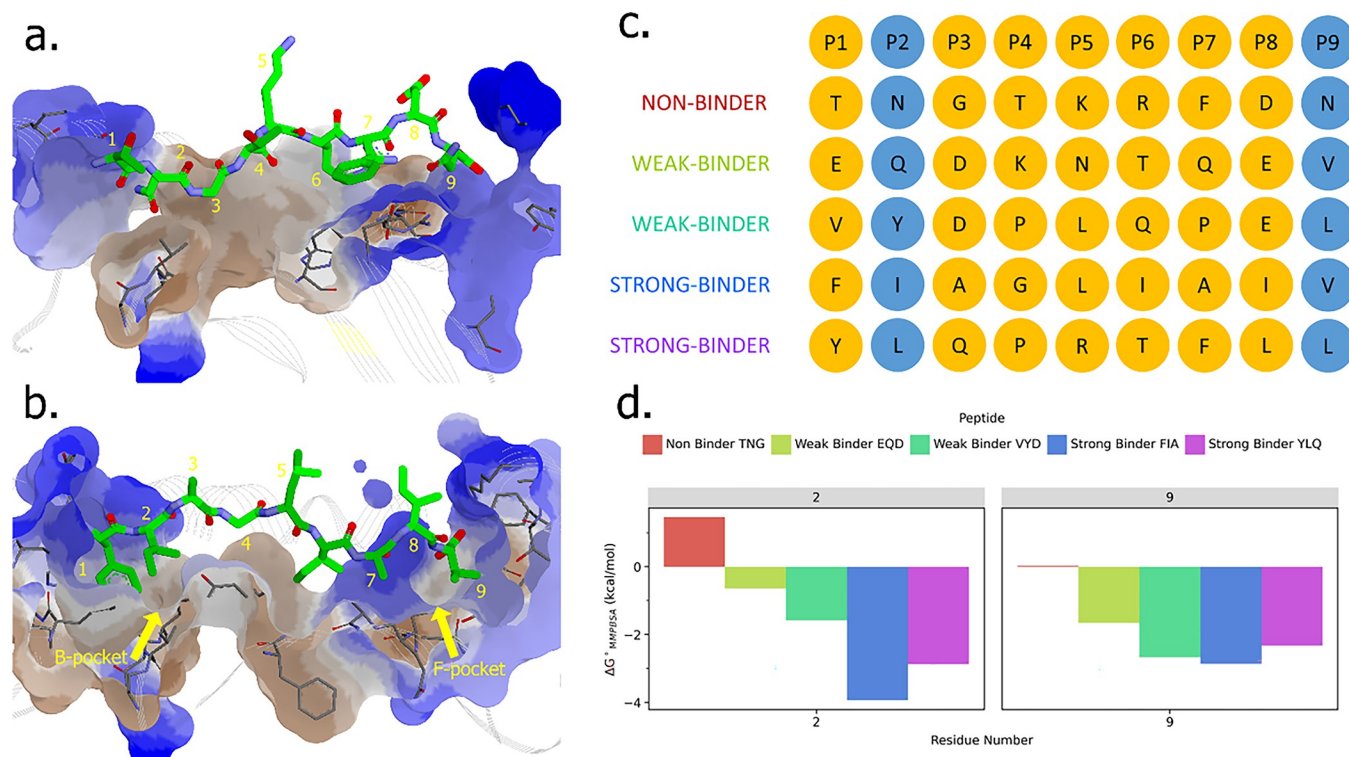 a.
5
1
2
7
8
4
3
6
9
b.
5
3
2
8
4
1
7
9
B-pocket
F-pocket
c.
P1 P2 P3 P4 P5 P6 P7 P8 P9
NON-BINDER T N G T K R F D N
WEAK-BINDER E Q D K N T Q E V
WEAK-BINDER V Y D P L Q P E L
STRONG-BINDER F I A G L I A I V
STRONG-BINDER Y L Q P R T F L L
d.
Peptide
Non Binder TNG Weak Binder EQD Weak Binder VYD Strong Binder FIA Strong Binder YLQ
2 9
0
−2
−4
ΔG°MMPBSA (kcal/mol)
2 9
Residue Number